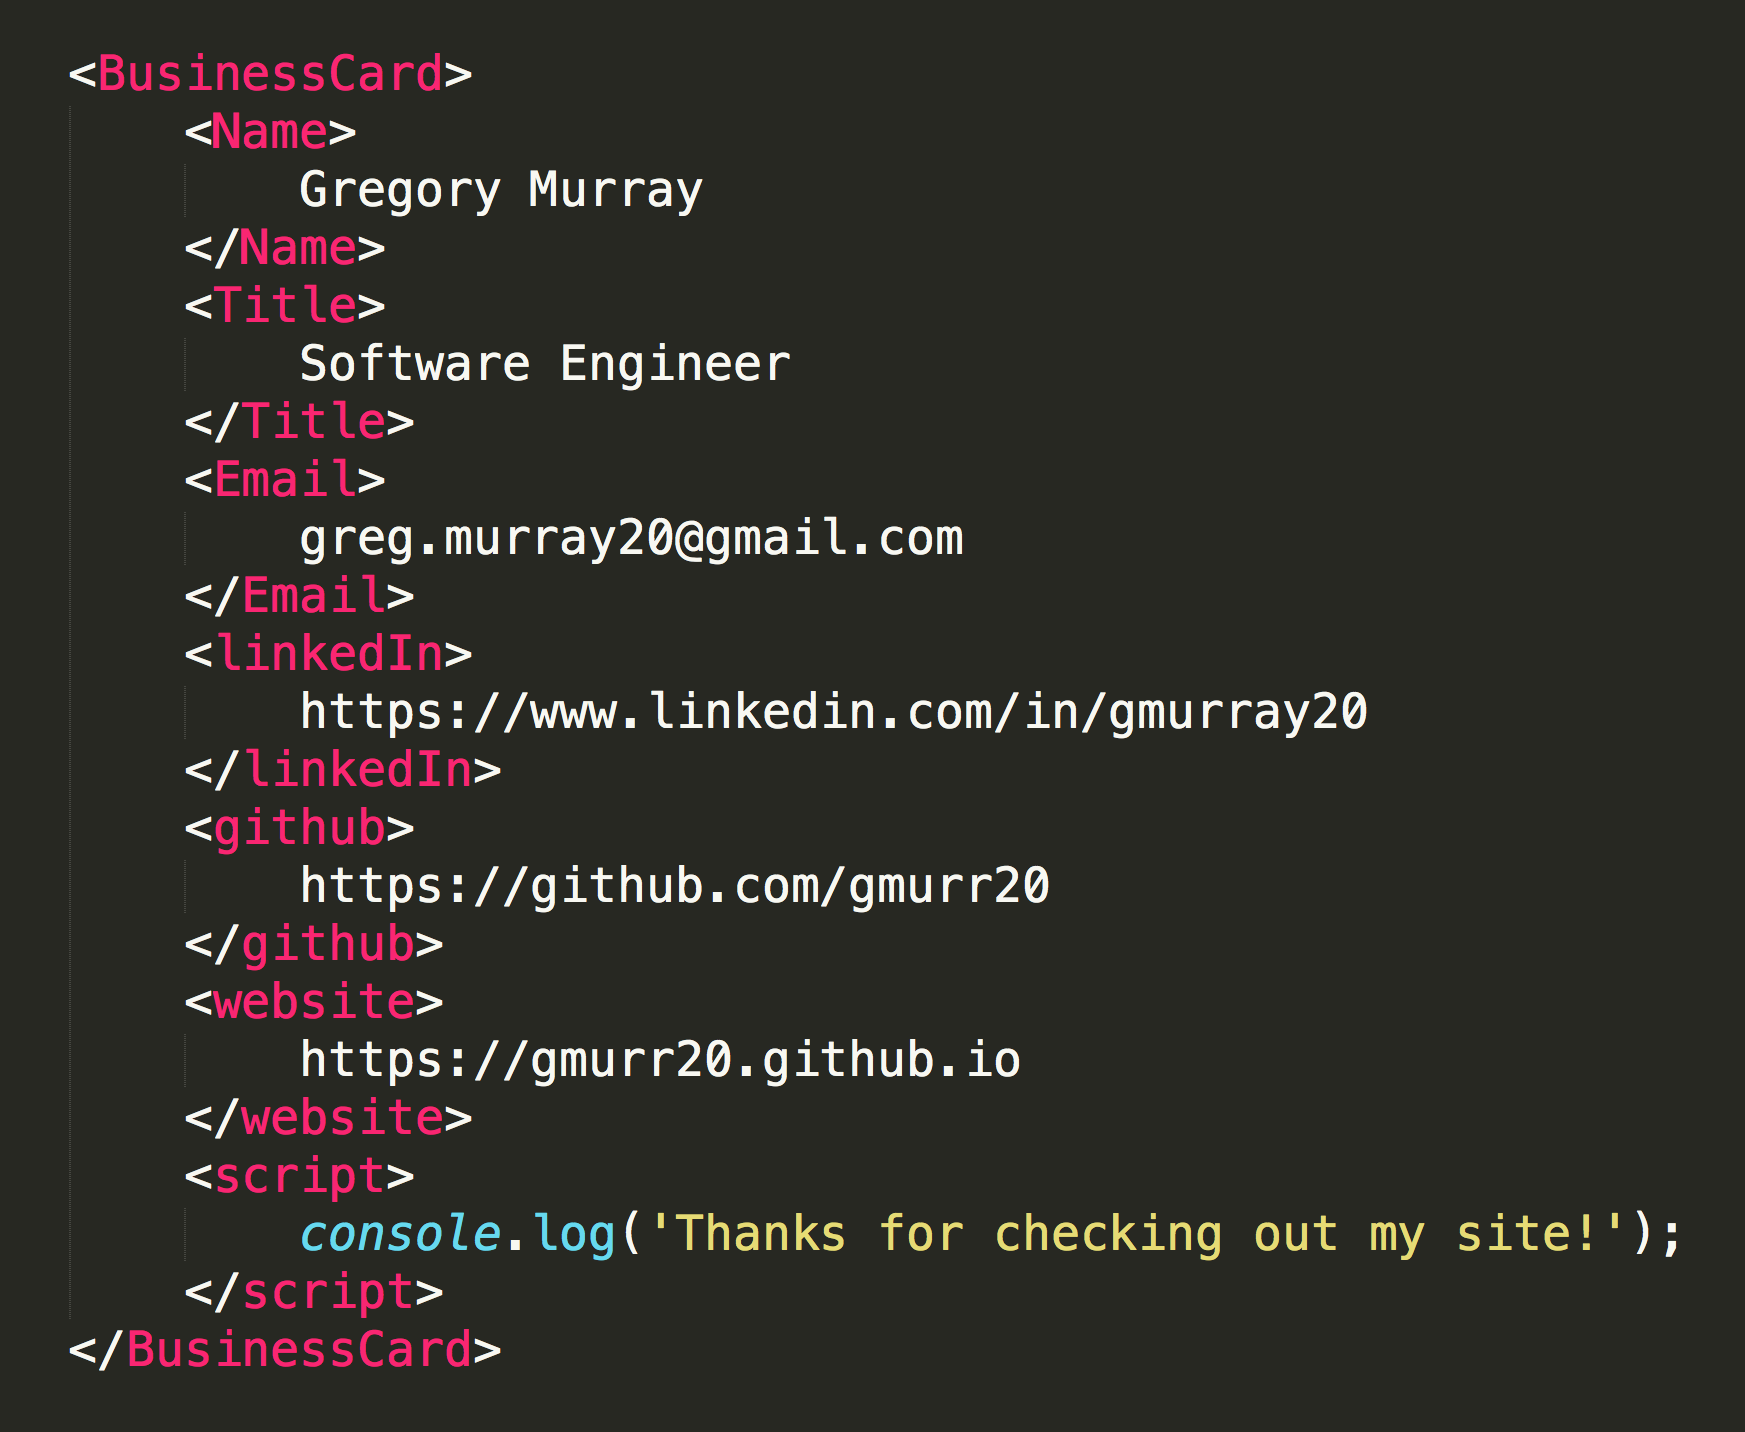 <BusinessCard>
    <Name>
        Gregory Murray
    </Name>
    <Title>
        Software Engineer
    </Title>
    <Email>
        greg.murray20@gmail.com
    </Email>
    <linkedIn>
        https://www.linkedin.com/in/gmurray20
    </linkedIn>
    <github>
        https://github.com/gmurr20
    </github>
    <website>
        https://gmurr20.github.io
    </website>
    <script>
        console.log('Thanks for checking out my site!');
    </script>
</BusinessCard>